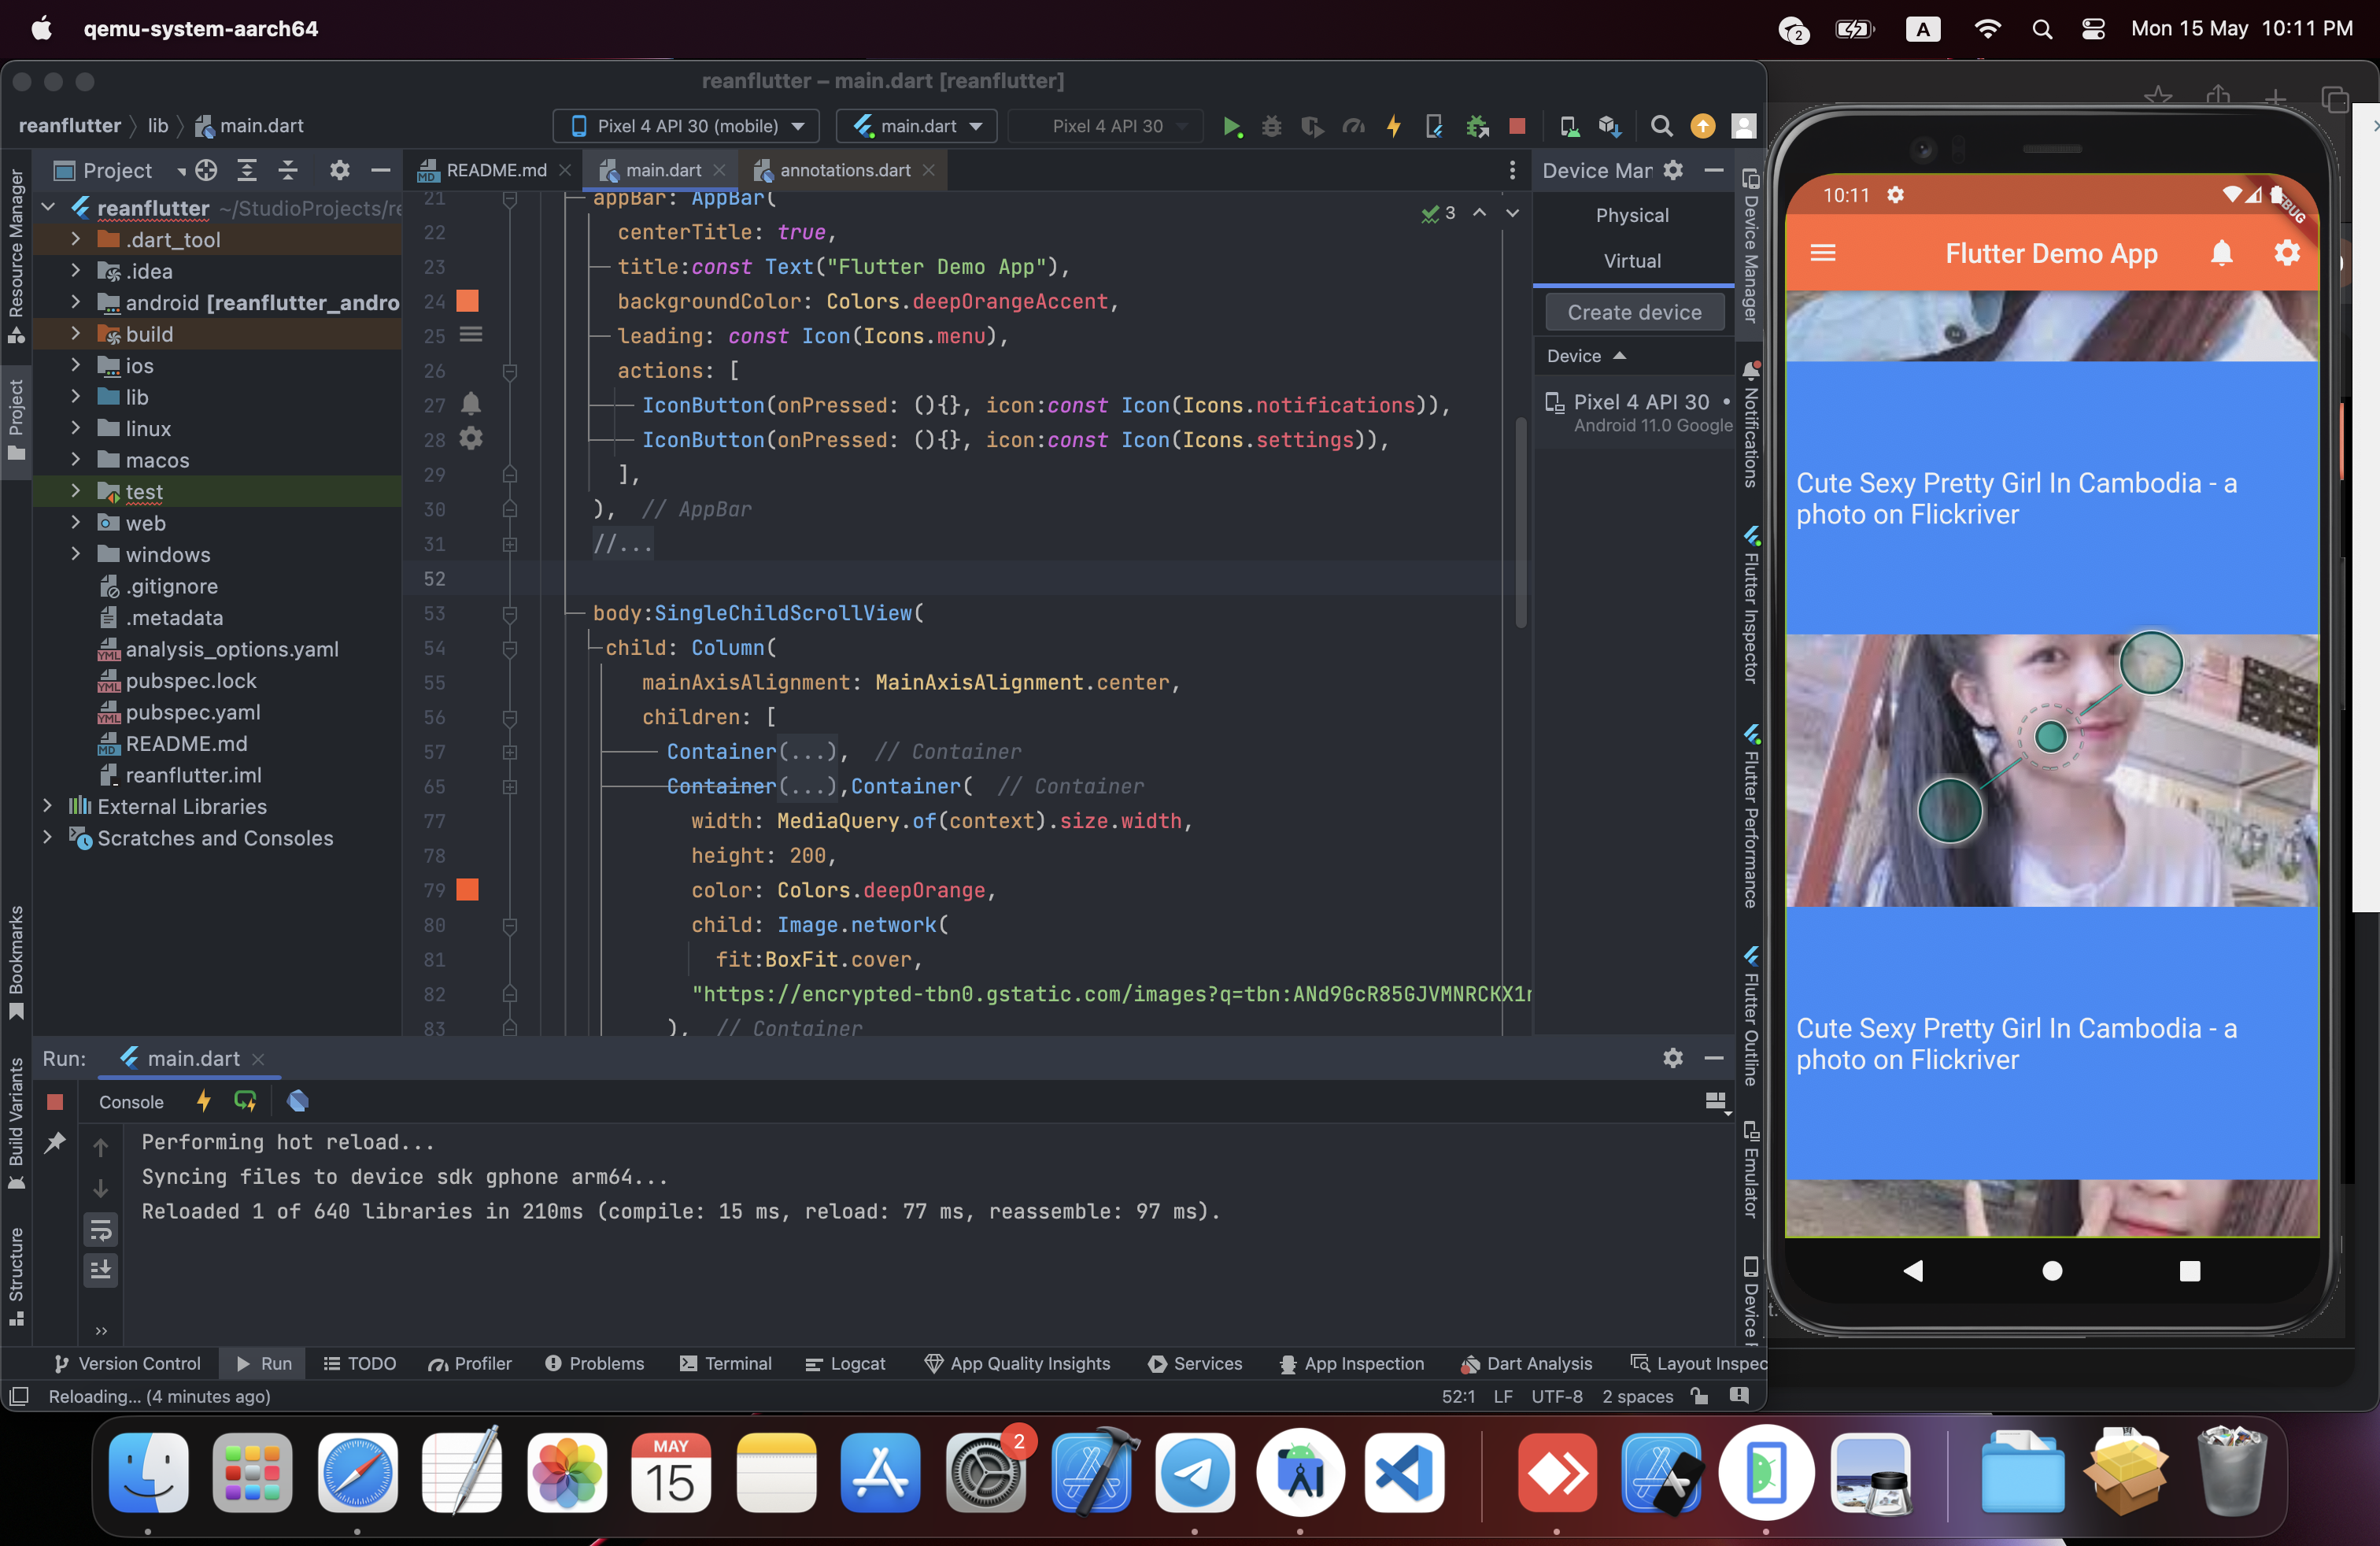 qemu-system-aarch64
2
A
Mon 15 May 10:11 PM
reanflutter – main.dart [reanflutter]
reanflutter lib main.dart
Pixel 4 API 30 (mobile)
main.dart
Pixel 4 API 30
Project
README.md
main.dart
annotations.dart
Device Mar
Resource Manager
Project
Bookmarks
Build Variants
Structure
reanflutter ~/StudioProjects/re
.dart_tool
.idea
android [reanflutter_andro
build
ios
lib
linux
macos
test
web
windows
.gitignore
.metadata
analysis_options.yaml
pubspec.lock
pubspec.yaml
README.md
reanflutter.iml
External Libraries
Scratches and Consoles
3
21 appBar: AppBar(
22 centerTitle: true,
23 title:const Text("Flutter Demo App"),
24 backgroundColor: Colors.deepOrangeAccent,
25 leading: const Icon(Icons.menu),
26 actions: [
27 IconButton(onPressed: (){}, icon:const Icon(Icons.notifications)),
28 IconButton(onPressed: (){}, icon:const Icon(Icons.settings)),
29 ],
30 ), // AppBar
31 //...
52
53 body:SingleChildScrollView(
54 child: Column(
55 mainAxisAlignment: MainAxisAlignment.center,
56 children: [
57 Container(...), // Container
65 Container(...),Container( // Container
77 width: MediaQuery.of(context).size.width,
78 height: 200,
79 color: Colors.deepOrange,
80 child: Image.network(
81 fit:BoxFit.cover,
82 "https://encrypted-tbn0.gstatic.com/images?q=tbn:ANd9GcR85GJVMNRCKX1r
83 ), // Container
Physical
Virtual
Create device
Device
Pixel 4 API 30
Android 11.0 Google
Device Manager
Notifications
Flutter Inspector
Flutter Performance
Flutter Outline
Emulator
Device F
Run:
main.dart
Console
Performing hot reload...
Syncing files to device sdk gphone arm64...
Reloaded 1 of 640 libraries in 210ms (compile: 15 ms, reload: 77 ms, reassemble: 97 ms).
Version Control
Run
TODO
Profiler
Problems
Terminal
Logcat
App Quality Insights
Services
App Inspection
Dart Analysis
Layout Inspec
Reloading... (4 minutes ago)
52:1 LF UTF-8 2 spaces
10:11
Flutter Demo App
Cute Sexy Pretty Girl In Cambodia - a
photo on Flickriver
Cute Sexy Pretty Girl In Cambodia - a
photo on Flickriver
MAY
15
2